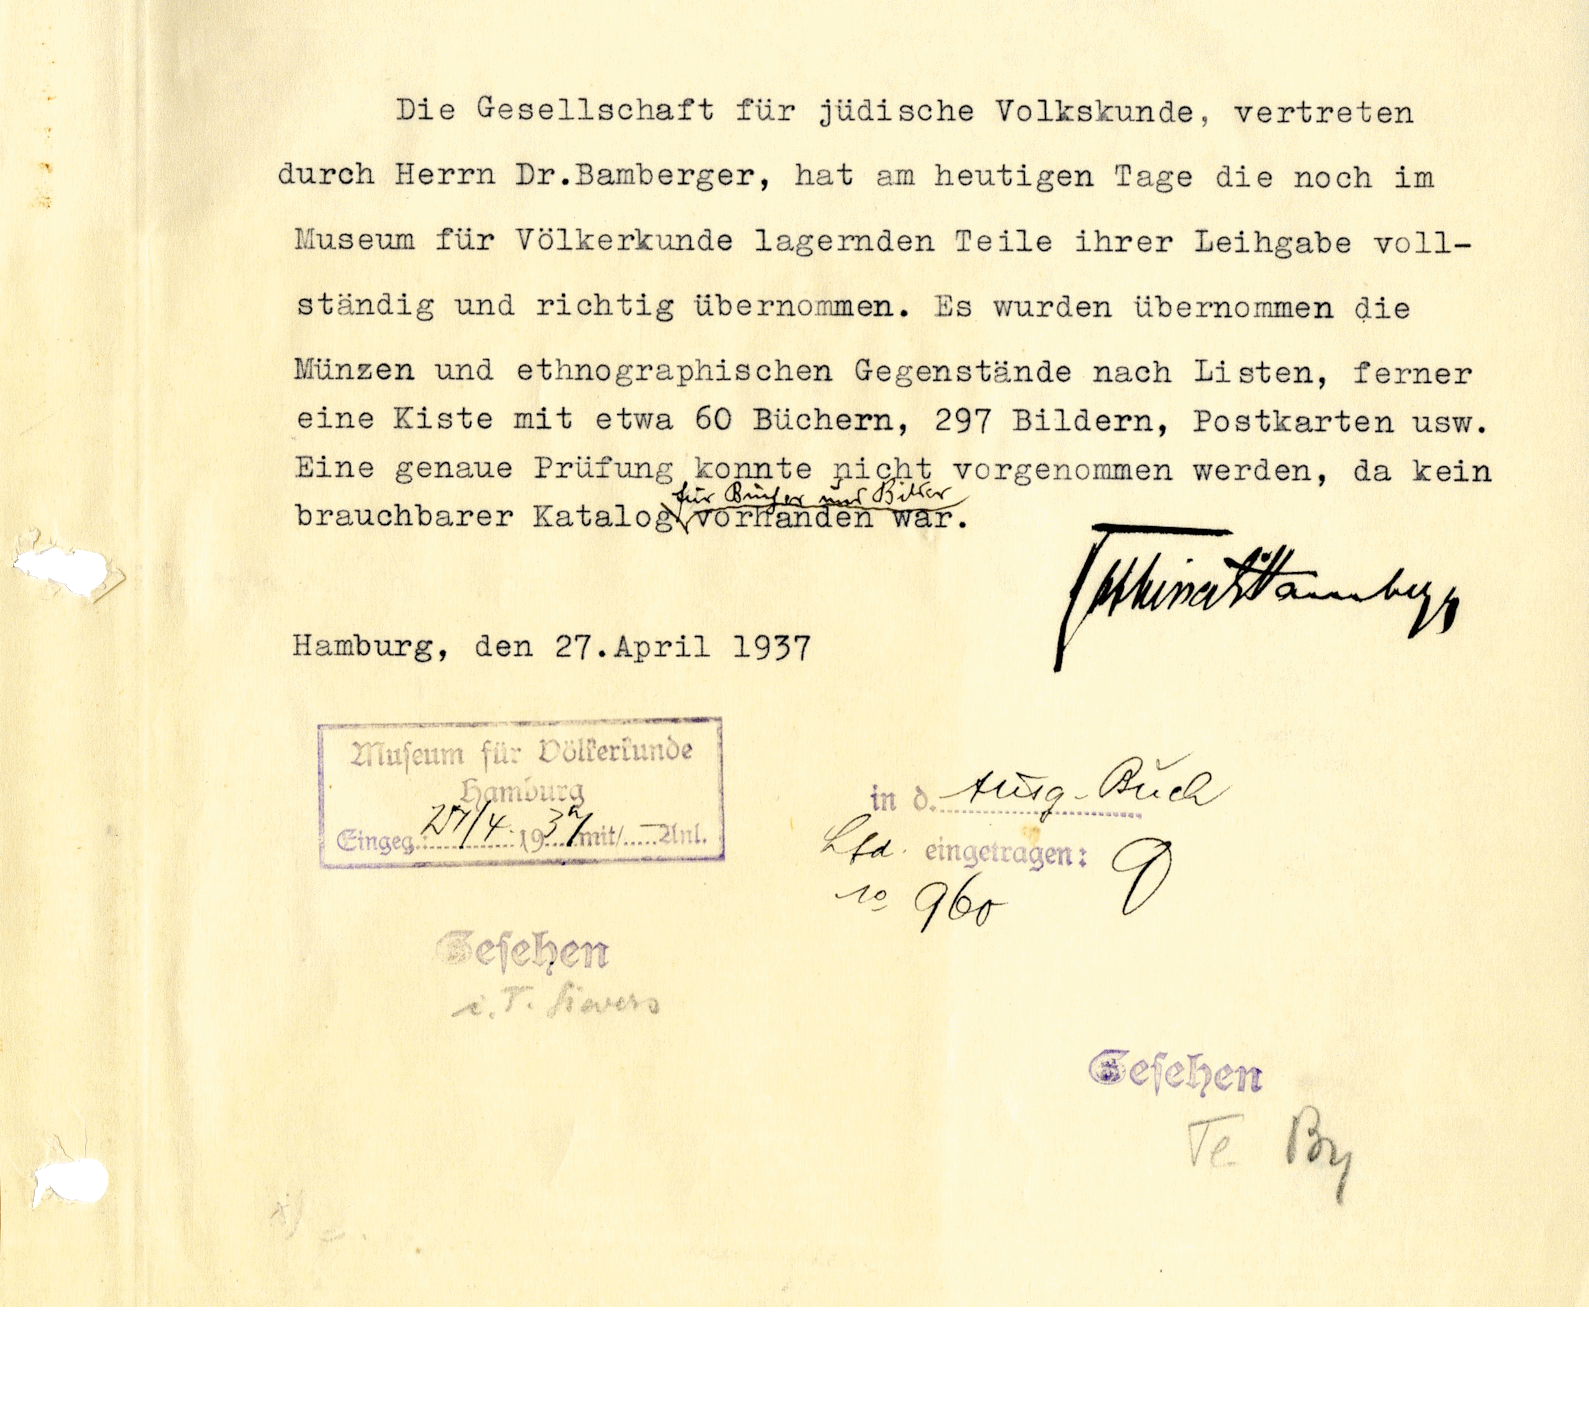 Die Gesellschaft für jüdische Volkskunde, vertreten
durch Herrn Dr.Bamberger, hat am heutigen Tage die noch im
Museum für Völkerkunde lagernden Teile ihrer Leihgabe voll-
ständig und richtig übernommen. Es wurden übernommen die
Münzen und ethnographischen Gegenstände nach Listen, ferner
eine Kiste mit etwa 60 Büchern, 297 Bildern, Postkarten usw.
Eine genaue Prüfung konnte nicht vorgenommen werden, da kein
für Bücher und Bilder
brauchbarer Katalog vorhanden war.
Hamburg, den 27.April 1937
Museum für Völkerkunde
Hamburg
Eingeg.: 27/4. 1937 mit/ — Anl.
in d. Ausg. Buch
Lfd. eingetragen:
No 960
Gesehen
i. T. Sievers
Gesehen
Te. By